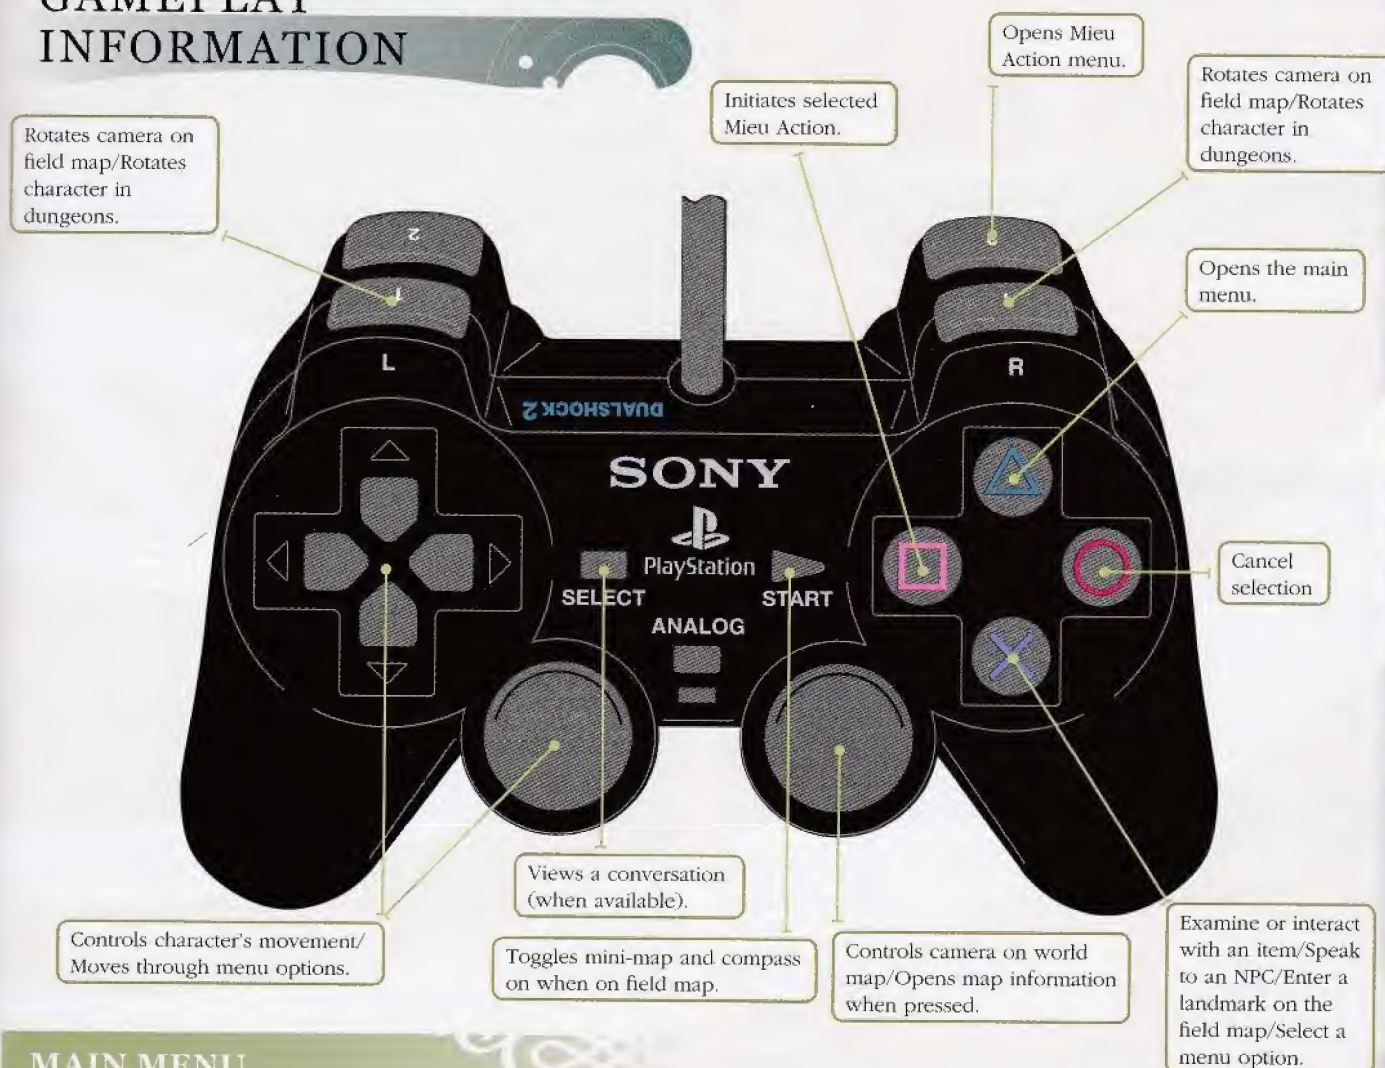 GAMEPLAY
INFORMATION
Opens Mieu
Action menu.
Initiates selected
Mieu Action.
Rotates camera on
field map/Rotates
character in
dungeons.
Rotates camera on
field map/Rotates
character in
dungeons.
Opens the main
menu.
2
2
1
1
L
R
DUALSHOCK 2
SONY
PlayStation
SELECT
START
ANALOG
Cancel
selection
Views a conversation
(when available).
Controls character's movement/
Moves through menu options.
Toggles mini-map and compass
on when on field map.
Controls camera on world
map/Opens map information
when pressed.
Examine or interact
with an item/Speak
to an NPC/Enter a
landmark on the
field map/Select a
menu option.
MAIN MENU